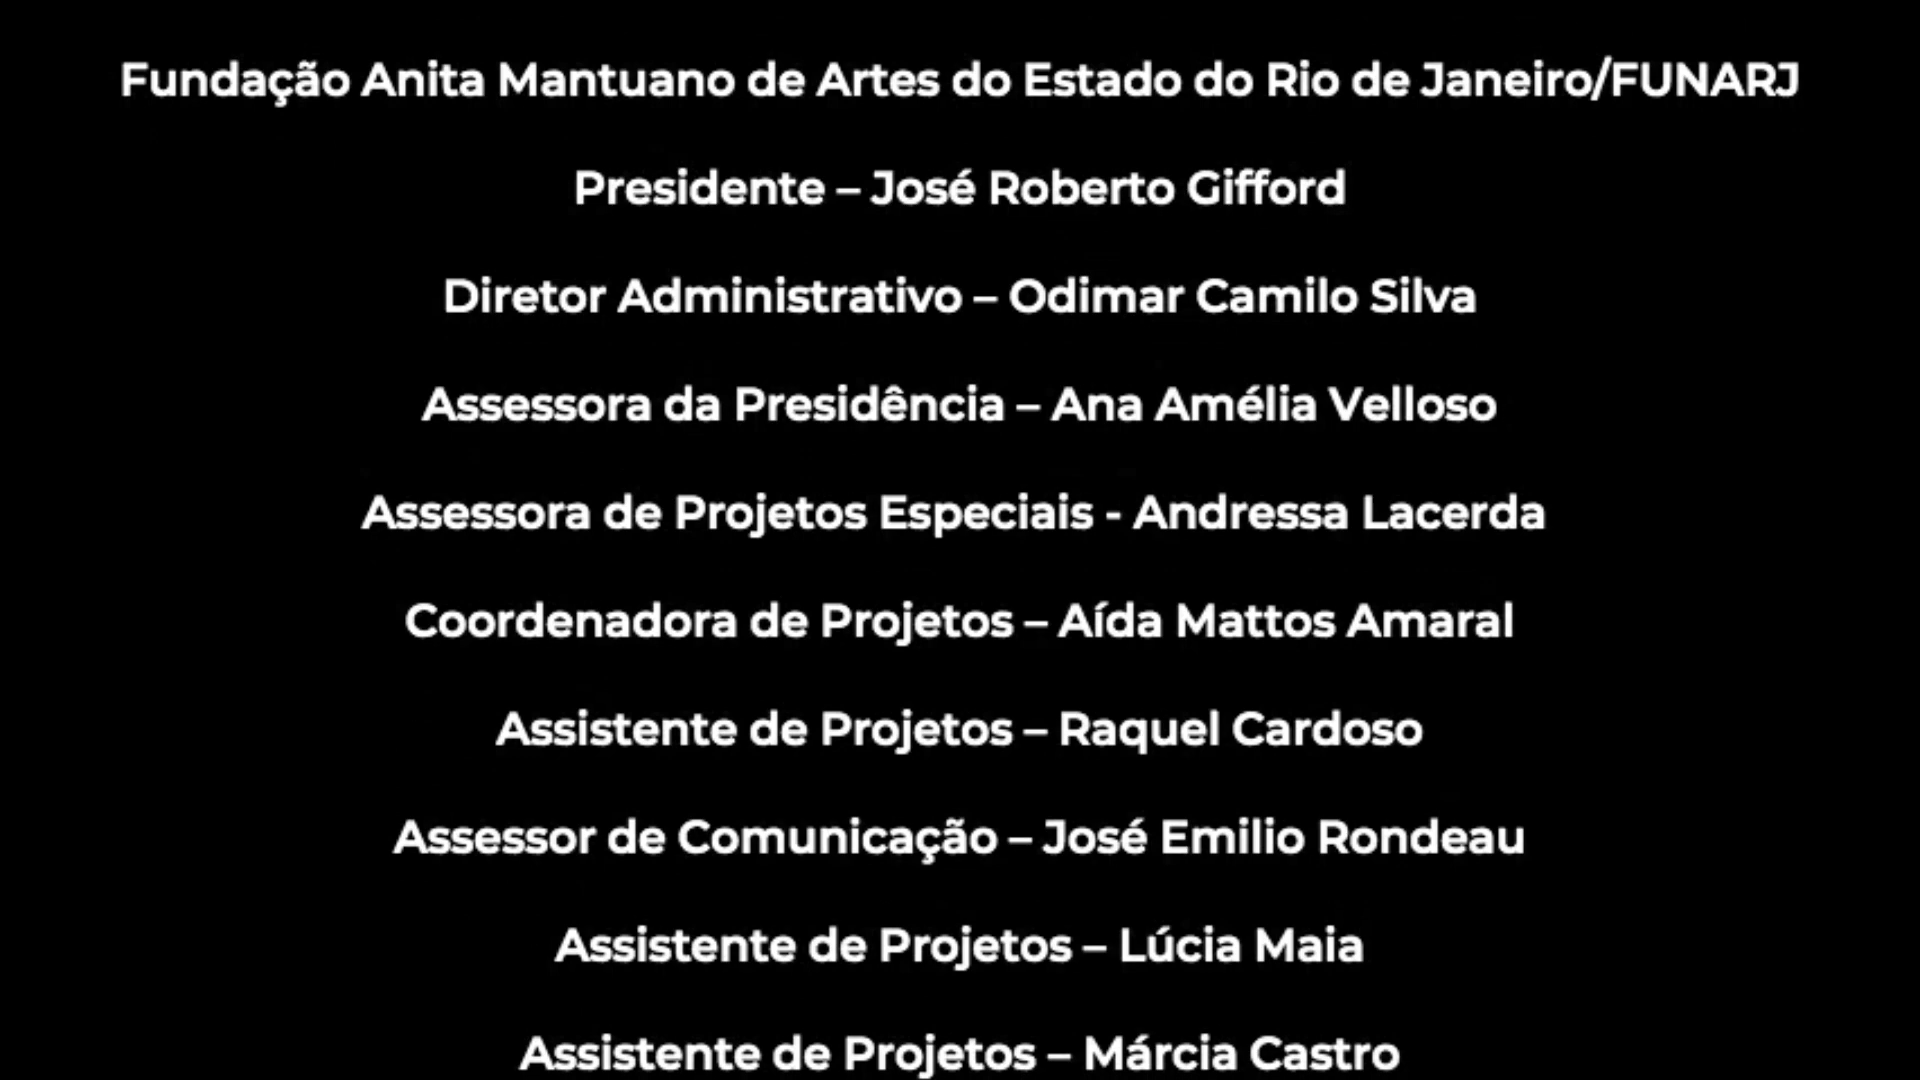 Fundação Anita Mantuano de Artes do Estado do Rio de Janeiro/FUNARJ
Presidente – José Roberto Gifford
Diretor Administrativo – Odimar Camilo Silva
Assessora da Presidência – Ana Amélia Velloso
Assessora de Projetos Especiais - Andressa Lacerda
Coordenadora de Projetos – Aída Mattos Amaral
Assistente de Projetos – Raquel Cardoso
Assessor de Comunicação – José Emilio Rondeau
Assistente de Projetos – Lúcia Maia
Assistente de Projetos – Márcia Castro